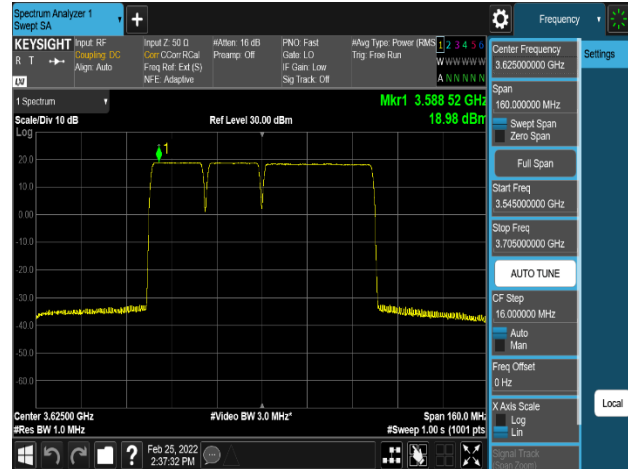 Spectrum Analyzer 1
Swept SA
+
Frequency
KEYSIGHT
R T
LXI
Input: RF
Coupling: DC
Align: Auto
Input Z: 50 Ω
Corr CCorr RCal
Freq Ref: Ext (S)
NFE: Adaptive
#Atten: 16 dB
Preamp: Off
PNO: Fast
Gate: LO
IF Gain: Low
Sig Track: Off
#Avg Type: Power (RMS
Trig: Free Run
1 2 3 4 5 6
W W W W W W
A N N N N N
1 Spectrum
Scale/Div 10 dB
Log
Ref Level 30.00 dBm
Mkr1 3.588 52 GHz
18.98 dBm
1
20.0
10.0
0.00
-10.0
-20.0
-30.0
-40.0
-50.0
-60.0
Center 3.62500 GHz
#Res BW 1.0 MHz
#Video BW 3.0 MHz*
Span 160.0 MHz
#Sweep 1.00 s (1001 pts
?
Feb 25, 2022
2:37:32 PM
Center Frequency
3.625000000 GHz
Span
160.000000 MHz
Swept Span
Zero Span
Full Span
Start Freq
3.545000000 GHz
Stop Freq
3.705000000 GHz
AUTO TUNE
CF Step
16.000000 MHz
Auto
Man
Freq Offset
0 Hz
X Axis Scale
Log
Lin
Signal Track
(Span Zoom)
Settings
Local